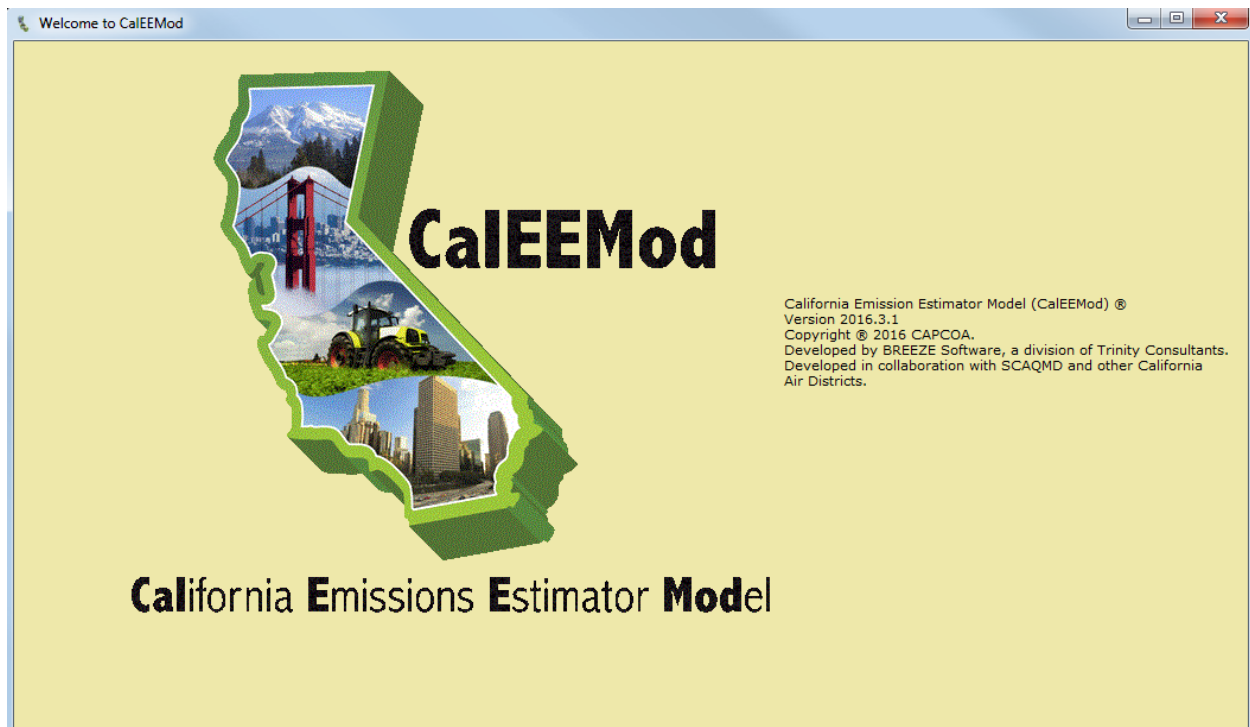 Welcome to CalEEMod
CalEEMod
California Emission Estimator Model (CalEEMod) ®
Version 2016.3.1
Copyright ® 2016 CAPCOA.
Developed by BREEZE Software, a division of Trinity Consultants.
Developed in collaboration with SCAQMD and other California
Air Districts.
California Emissions Estimator Model